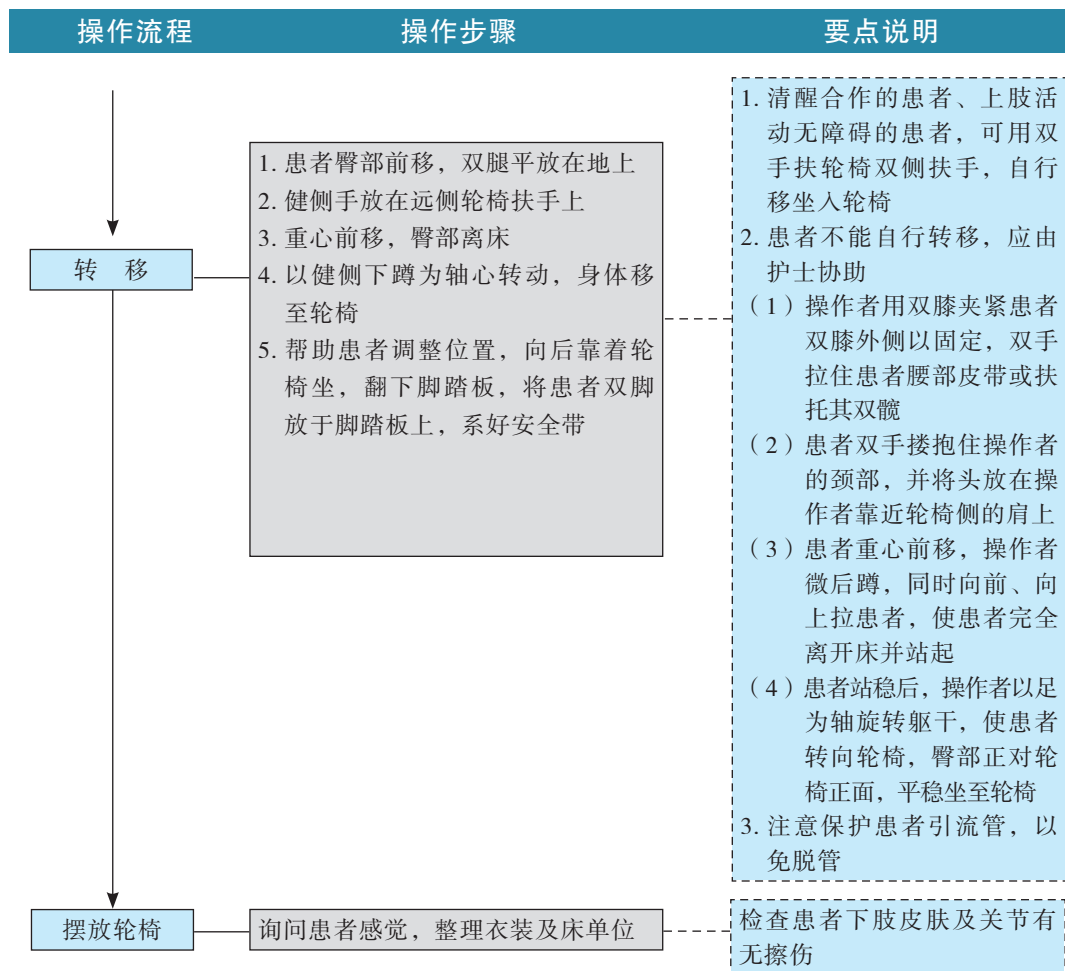 操作流程
操作步骤
要点说明
转　移
1. 患者臀部前移，双腿平放在地上
2. 健侧手放在远侧轮椅扶手上
3. 重心前移，臀部离床
4. 以健侧下蹲为轴心转动，身体移
至轮椅
5. 帮助患者调整位置，向后靠着轮
椅坐，翻下脚踏板，将患者双脚
放于脚踏板上，系好安全带
1. 清醒合作的患者、上肢活
动无障碍的患者，可用双
手扶轮椅双侧扶手，自行
移坐入轮椅
2. 患者不能自行转移，应由
护士协助
（1）操作者用双膝夹紧患者
双膝外侧以固定，双手
拉住患者腰部皮带或扶
托其双髋
（2）患者双手搂抱住操作者
的颈部，并将头放在操
作者靠近轮椅侧的肩上
（3）患者重心前移，操作者
微后蹲，同时向前、向
上拉患者，使患者完全
离开床并站起
（4）患者站稳后，操作者以足
为轴旋转躯干，使患者
转向轮椅，臀部正对轮
椅正面，平稳坐至轮椅
3. 注意保护患者引流管，以
免脱管
摆放轮椅
询问患者感觉，整理衣装及床单位
检查患者下肢皮肤及关节有
无擦伤